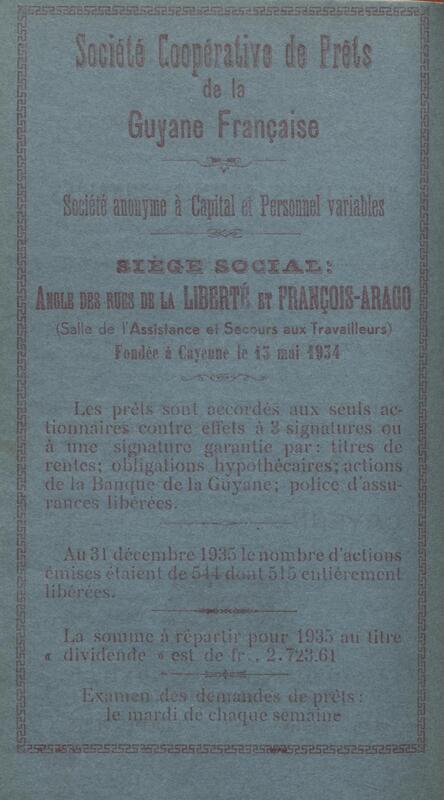 Société Coopérative de Prêts
de la
Guyane Française
Société anonyme à Capital et Personnel variables
SIÈGE SOCIAL:
ANGLE DES RUES DE LA LIBERTÉ ET FRANÇOIS-ARAGO
(Salle de l'Assistance et Secours aux Travailleurs)
Fondée à Cayenne le 13 mai 1934
Les prêts sont accordés aux seuls ac-
tionnaires contre effets à 3 signatures ou
à une signature garantie par: titres de
rentes; obligations hypothécaires; actions
de la Banque de la Guyane; police d'assu-
rances libérées.
Au 31 décembre 1935 le nombre d'actions
émises étaient de 544 dont 515 entièrement
libérées.
La somme à répartir pour 1935 au titre
« dividende « est de fr. 2.723.61
Examen des demandes de prêts:
le mardi de chaque semaine